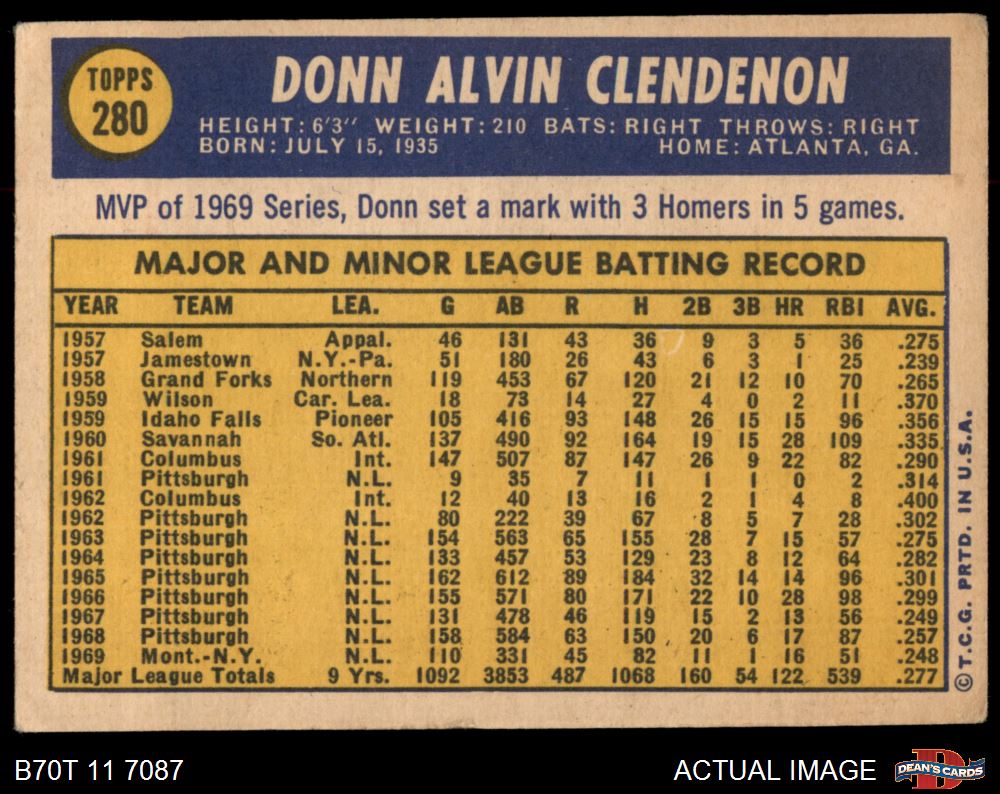 TOPPS
280
DONN ALVIN CLENDENON
HEIGHT: 6'3" WEIGHT: 210 BATS: RIGHT THROWS: RIGHT
BORN: JULY 15, 1935 HOME: ATLANTA, GA.
MVP of 1969 Series, Donn set a mark with 3 Homers in 5 games.
MAJOR AND MINOR LEAGUE BATTING RECORD
YEAR TEAM LEA. G AB R H 2B 3B HR RBI AVG.
1957 Salem Appal. 46 131 43 36 9 3 5 36 .275
1957 Jamestown N.Y.-Pa. 51 180 26 43 6 3 1 25 .239
1958 Grand Forks Northern 119 453 67 120 21 12 10 70 .265
1959 Wilson Car. Lea. 18 73 14 27 4 0 2 11 .370
1959 Idaho Falls Pioneer 105 416 93 148 26 15 15 96 .356
1960 Savannah So. Atl. 137 490 92 164 19 15 28 109 .335
1961 Columbus Int. 147 507 87 147 26 9 22 82 .290
1961 Pittsburgh N.L. 9 35 7 11 1 1 0 2 .314
1962 Columbus Int. 12 40 13 16 2 1 4 8 .400
1962 Pittsburgh N.L. 80 222 39 67 8 5 7 28 .302
1963 Pittsburgh N.L. 154 563 65 155 28 7 15 57 .275
1964 Pittsburgh N.L. 133 457 53 129 23 8 12 64 .282
1965 Pittsburgh N.L. 162 612 89 184 32 14 14 96 .301
1966 Pittsburgh N.L. 155 571 80 171 22 10 28 98 .299
1967 Pittsburgh N.L. 131 478 46 119 15 2 13 56 .249
1968 Pittsburgh N.L. 158 584 63 150 20 6 17 87 .257
1969 Mont.-N.Y. N.L. 110 331 45 82 11 1 16 51 .248
Major League Totals 9 Yrs. 1092 3853 487 1068 160 54 122 539 .277
©T.C.G. PRTD. IN U.S.A.
B70T 11 7087
ACTUAL IMAGE
DEAN'S CARDS